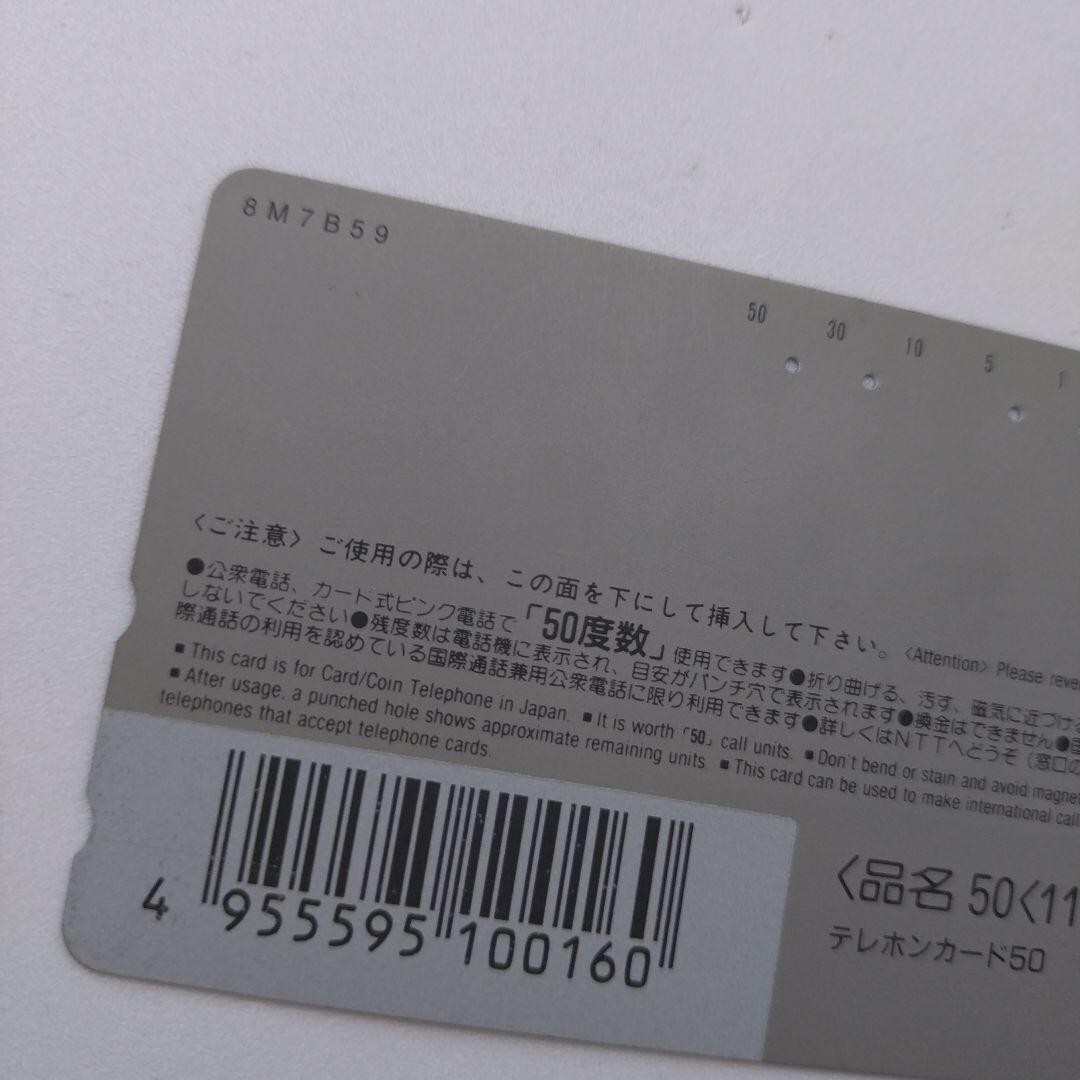 8M7B59
50 30 10 5 1
〈ご注意〉ご使用の際は、この面を下にして挿入して下さい。〈Attention〉Please
●公衆電話、カード式ピンク電話で「50度数」使用できます●折り曲げる、汚す、磁気に近づける
しないでください●残度数は電話機に表示され、目安がパンチ穴で表示されます●換金はできません●
際通話の利用を認めている国際通話兼用公衆電話に限り利用できます●詳しくはNTTへどうぞ(窓口の
■This card is for Card/Coin Telephone in Japan. ■It is worth「50」call units. ■Don't bend or stain and avoid
■After usage, a punched hole shows approximate remaining units. ■This card can be used to make international
telephones that accept telephone cards.
4 955595 100160
〈品名 50〈11
テレホンカード50